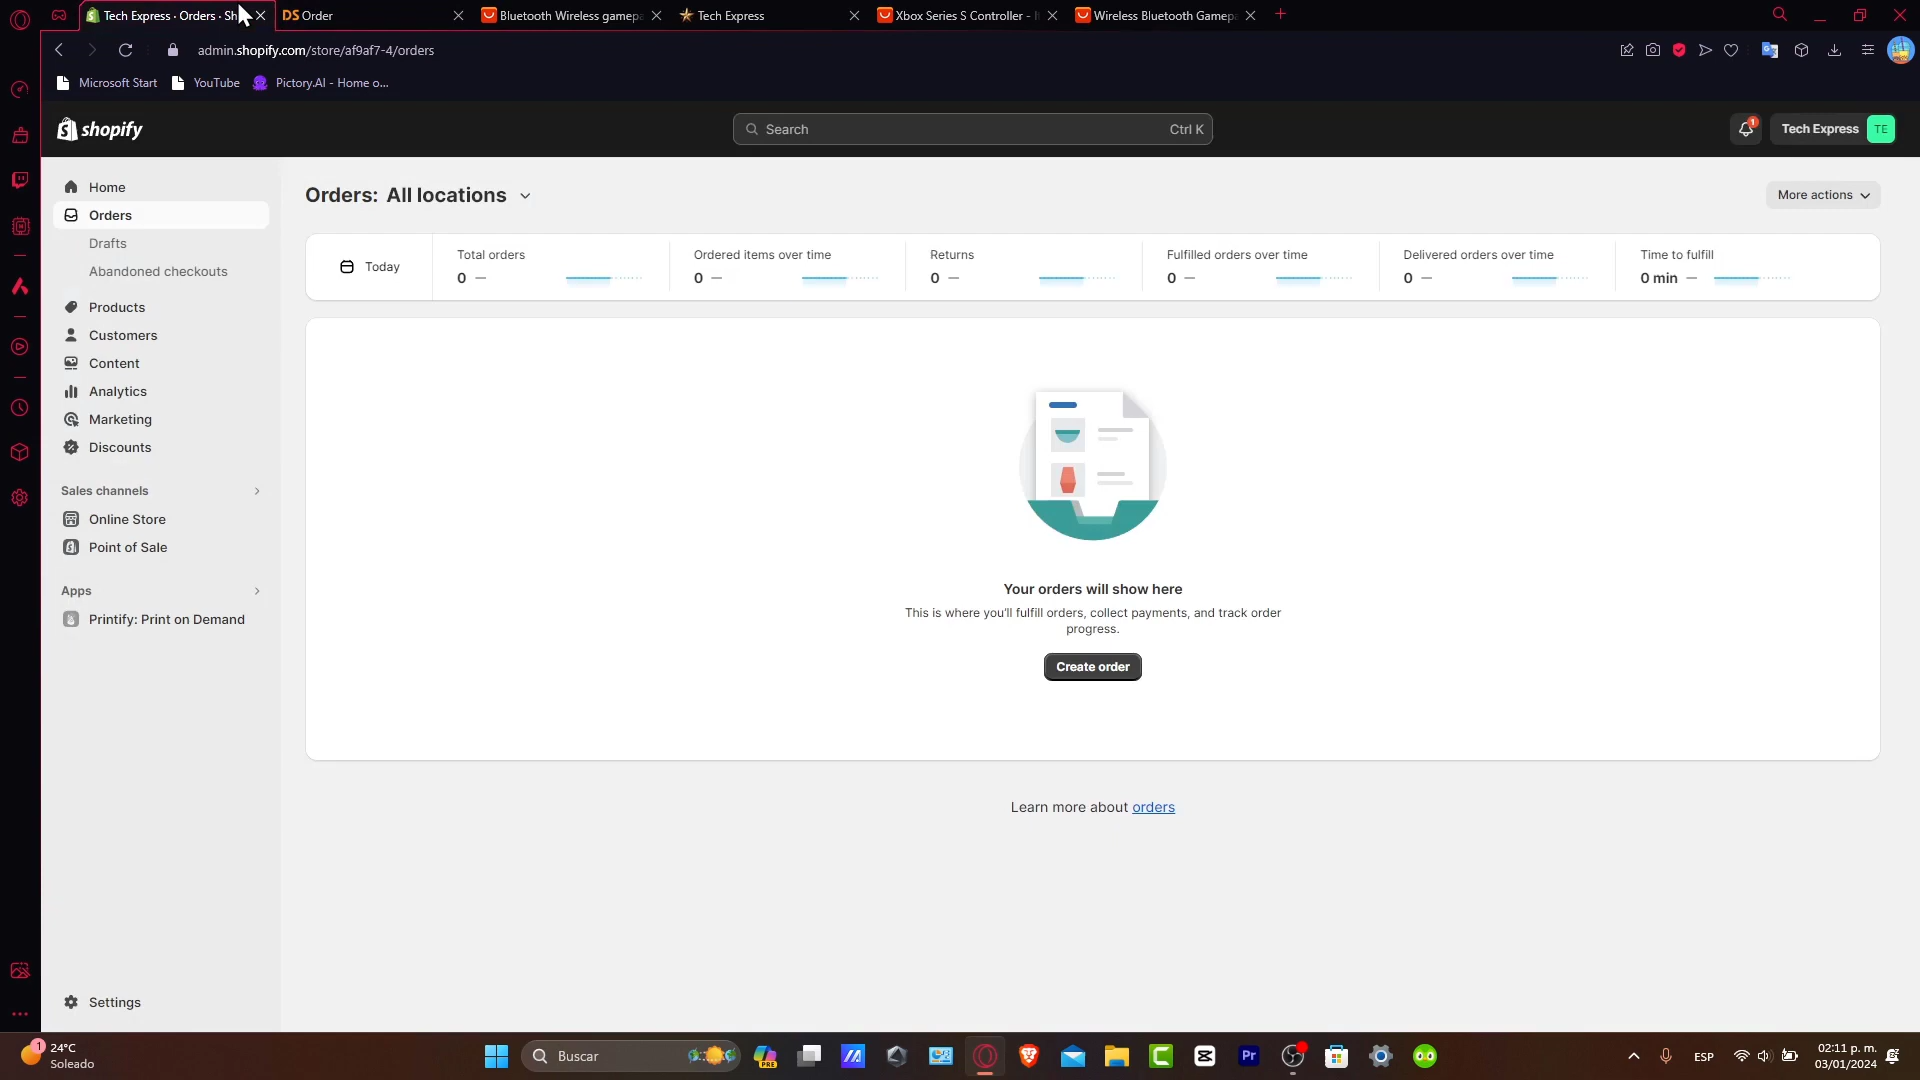 Tech Express · Orders · Sh
DS Order
Bluetooth Wireless gamepa
Tech Express
Xbox Series S Controller - I
Wireless Bluetooth Gamepa
admin.shopify.com/store/af9af7-4/orders
Microsoft Start
YouTube
Pictory.AI - Home o...
shopify
Search
Ctrl K
1
Tech Express
TE
Home
Orders
Drafts
Abandoned checkouts
Products
Customers
Content
Analytics
Marketing
Discounts
Sales channels
Online Store
Point of Sale
Apps
Printify: Print on Demand
Settings
Orders: All locations
More actions
Today
Total orders
0 —
Ordered items over time
0 —
Returns
0 —
Fulfilled orders over time
0 —
Delivered orders over time
0 —
Time to fulfill
0 min —
Your orders will show here
This is where you'll fulfill orders, collect payments, and track order
progress.
Create order
Learn more about orders
1
24°C
Soleado
Buscar
PRE
Pr
ESP
02:11 p. m.
03/01/2024